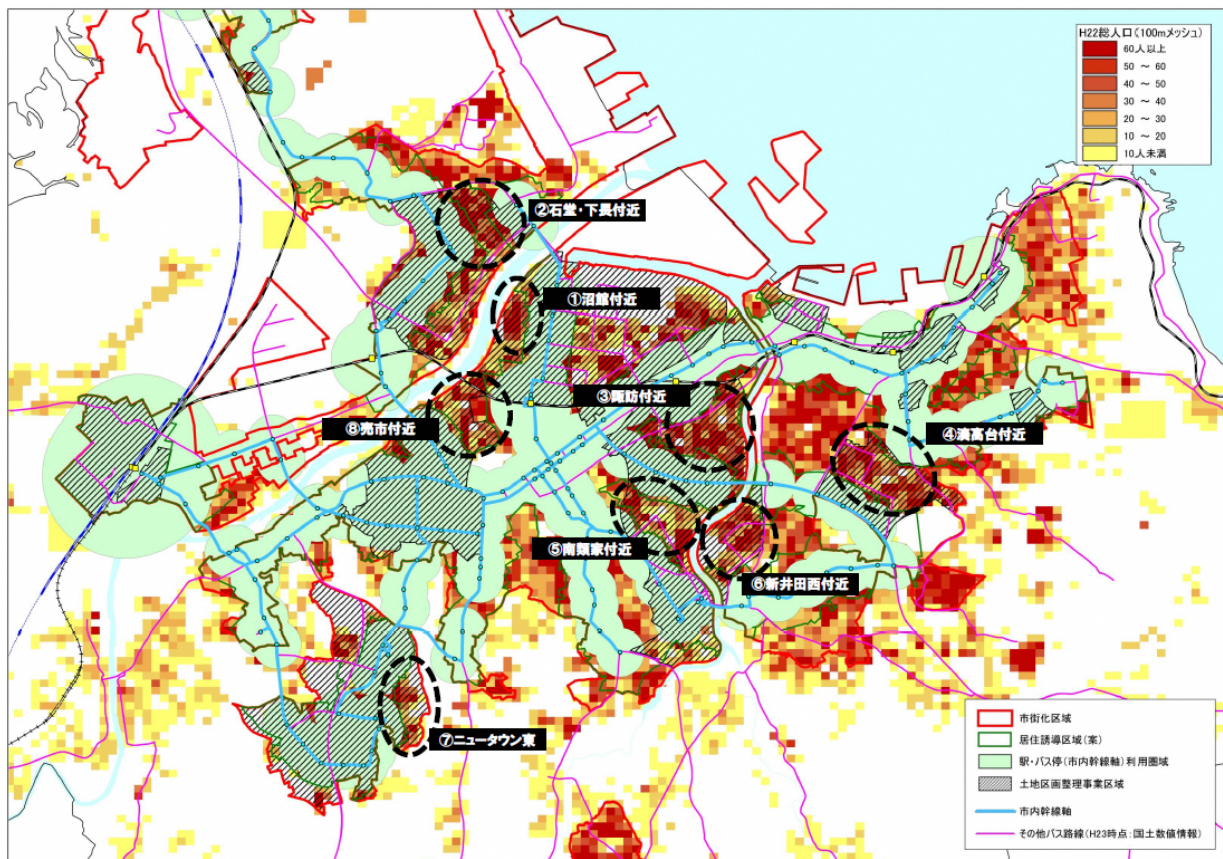 H22総人口(100mメッシュ)
60人以上
50 ～ 60
40 ～ 50
30 ～ 40
20 ～ 30
10 ～ 20
10人未満
②石堂・下長付近
①沼館付近
③諏訪付近
⑧売市付近
④湊高台付近
⑤南類家付近
⑥新井田西付近
⑦ニュータウン東
市街化区域
居住誘導区域(案)
駅・バス停(市内幹線軸)利用圏域
土地区画整理事業区域
市内幹線軸
その他バス路線(H23時点:国土数値情報)